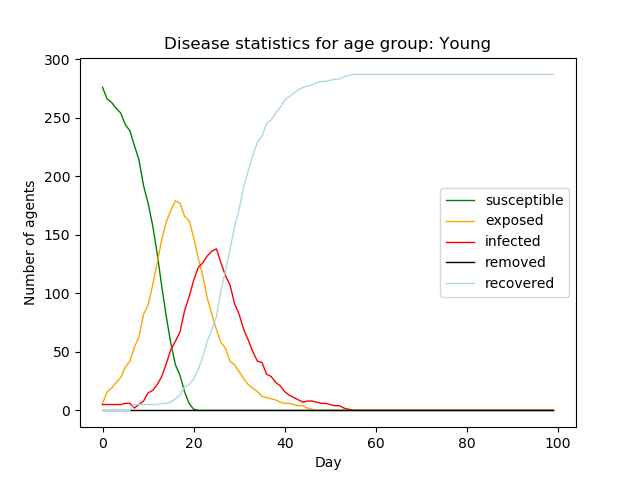 Disease statistics for age group: Young
300
250
200
150
100
50
0
Number of agents
susceptible
exposed
infected
removed
recovered
0 20 40 60 80 100
Day